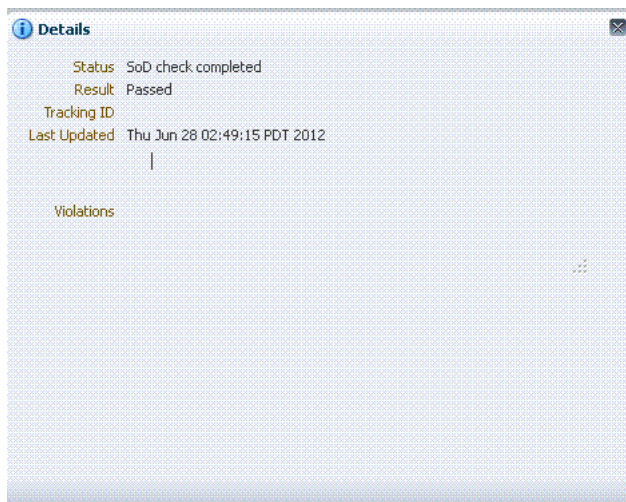 Details
Status SoD check completed
Result Passed
Tracking ID
Last Updated Thu Jun 28 02:49:15 PDT 2012
Violations